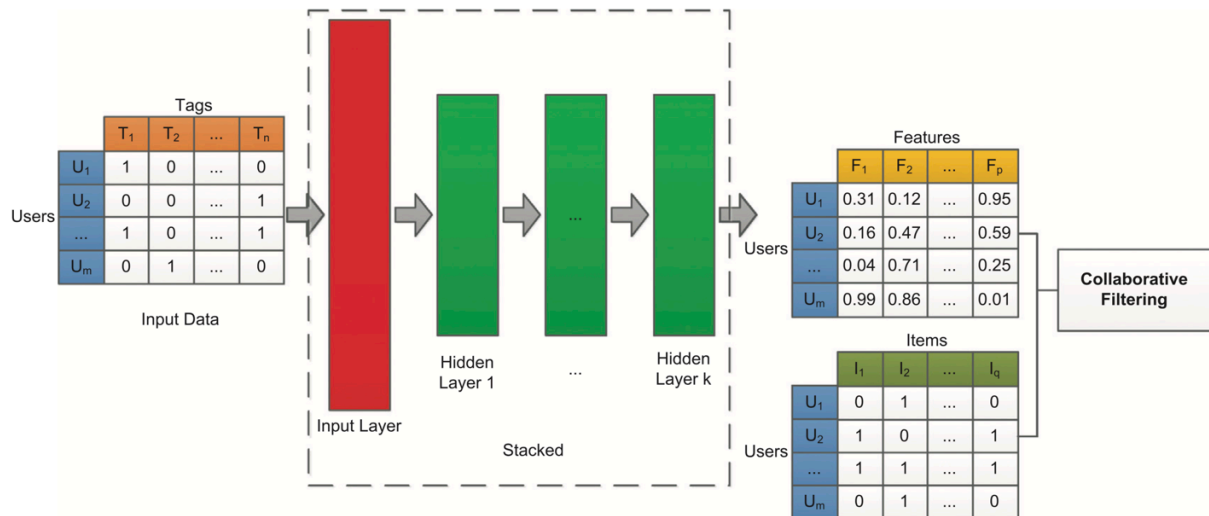 Tags
T1 T2 ... Tn
U1 1 0 ... 0
Users
U2 0 0 ... 1
... 1 0 ... 1
Um 0 1 ... 0
Input Data
Input Layer
Hidden
Layer 1
...
...
Hidden
Layer k
Stacked
Features
F1 F2 ... Fp
U1 0.31 0.12 ... 0.95
Users
U2 0.16 0.47 ... 0.59
... 0.04 0.71 ... 0.25
Um 0.99 0.86 ... 0.01
Items
I1 I2 ... Iq
U1 0 1 ... 0
Users
U2 1 0 ... 1
... 1 1 ... 1
Um 0 1 ... 0
Collaborative
Filtering